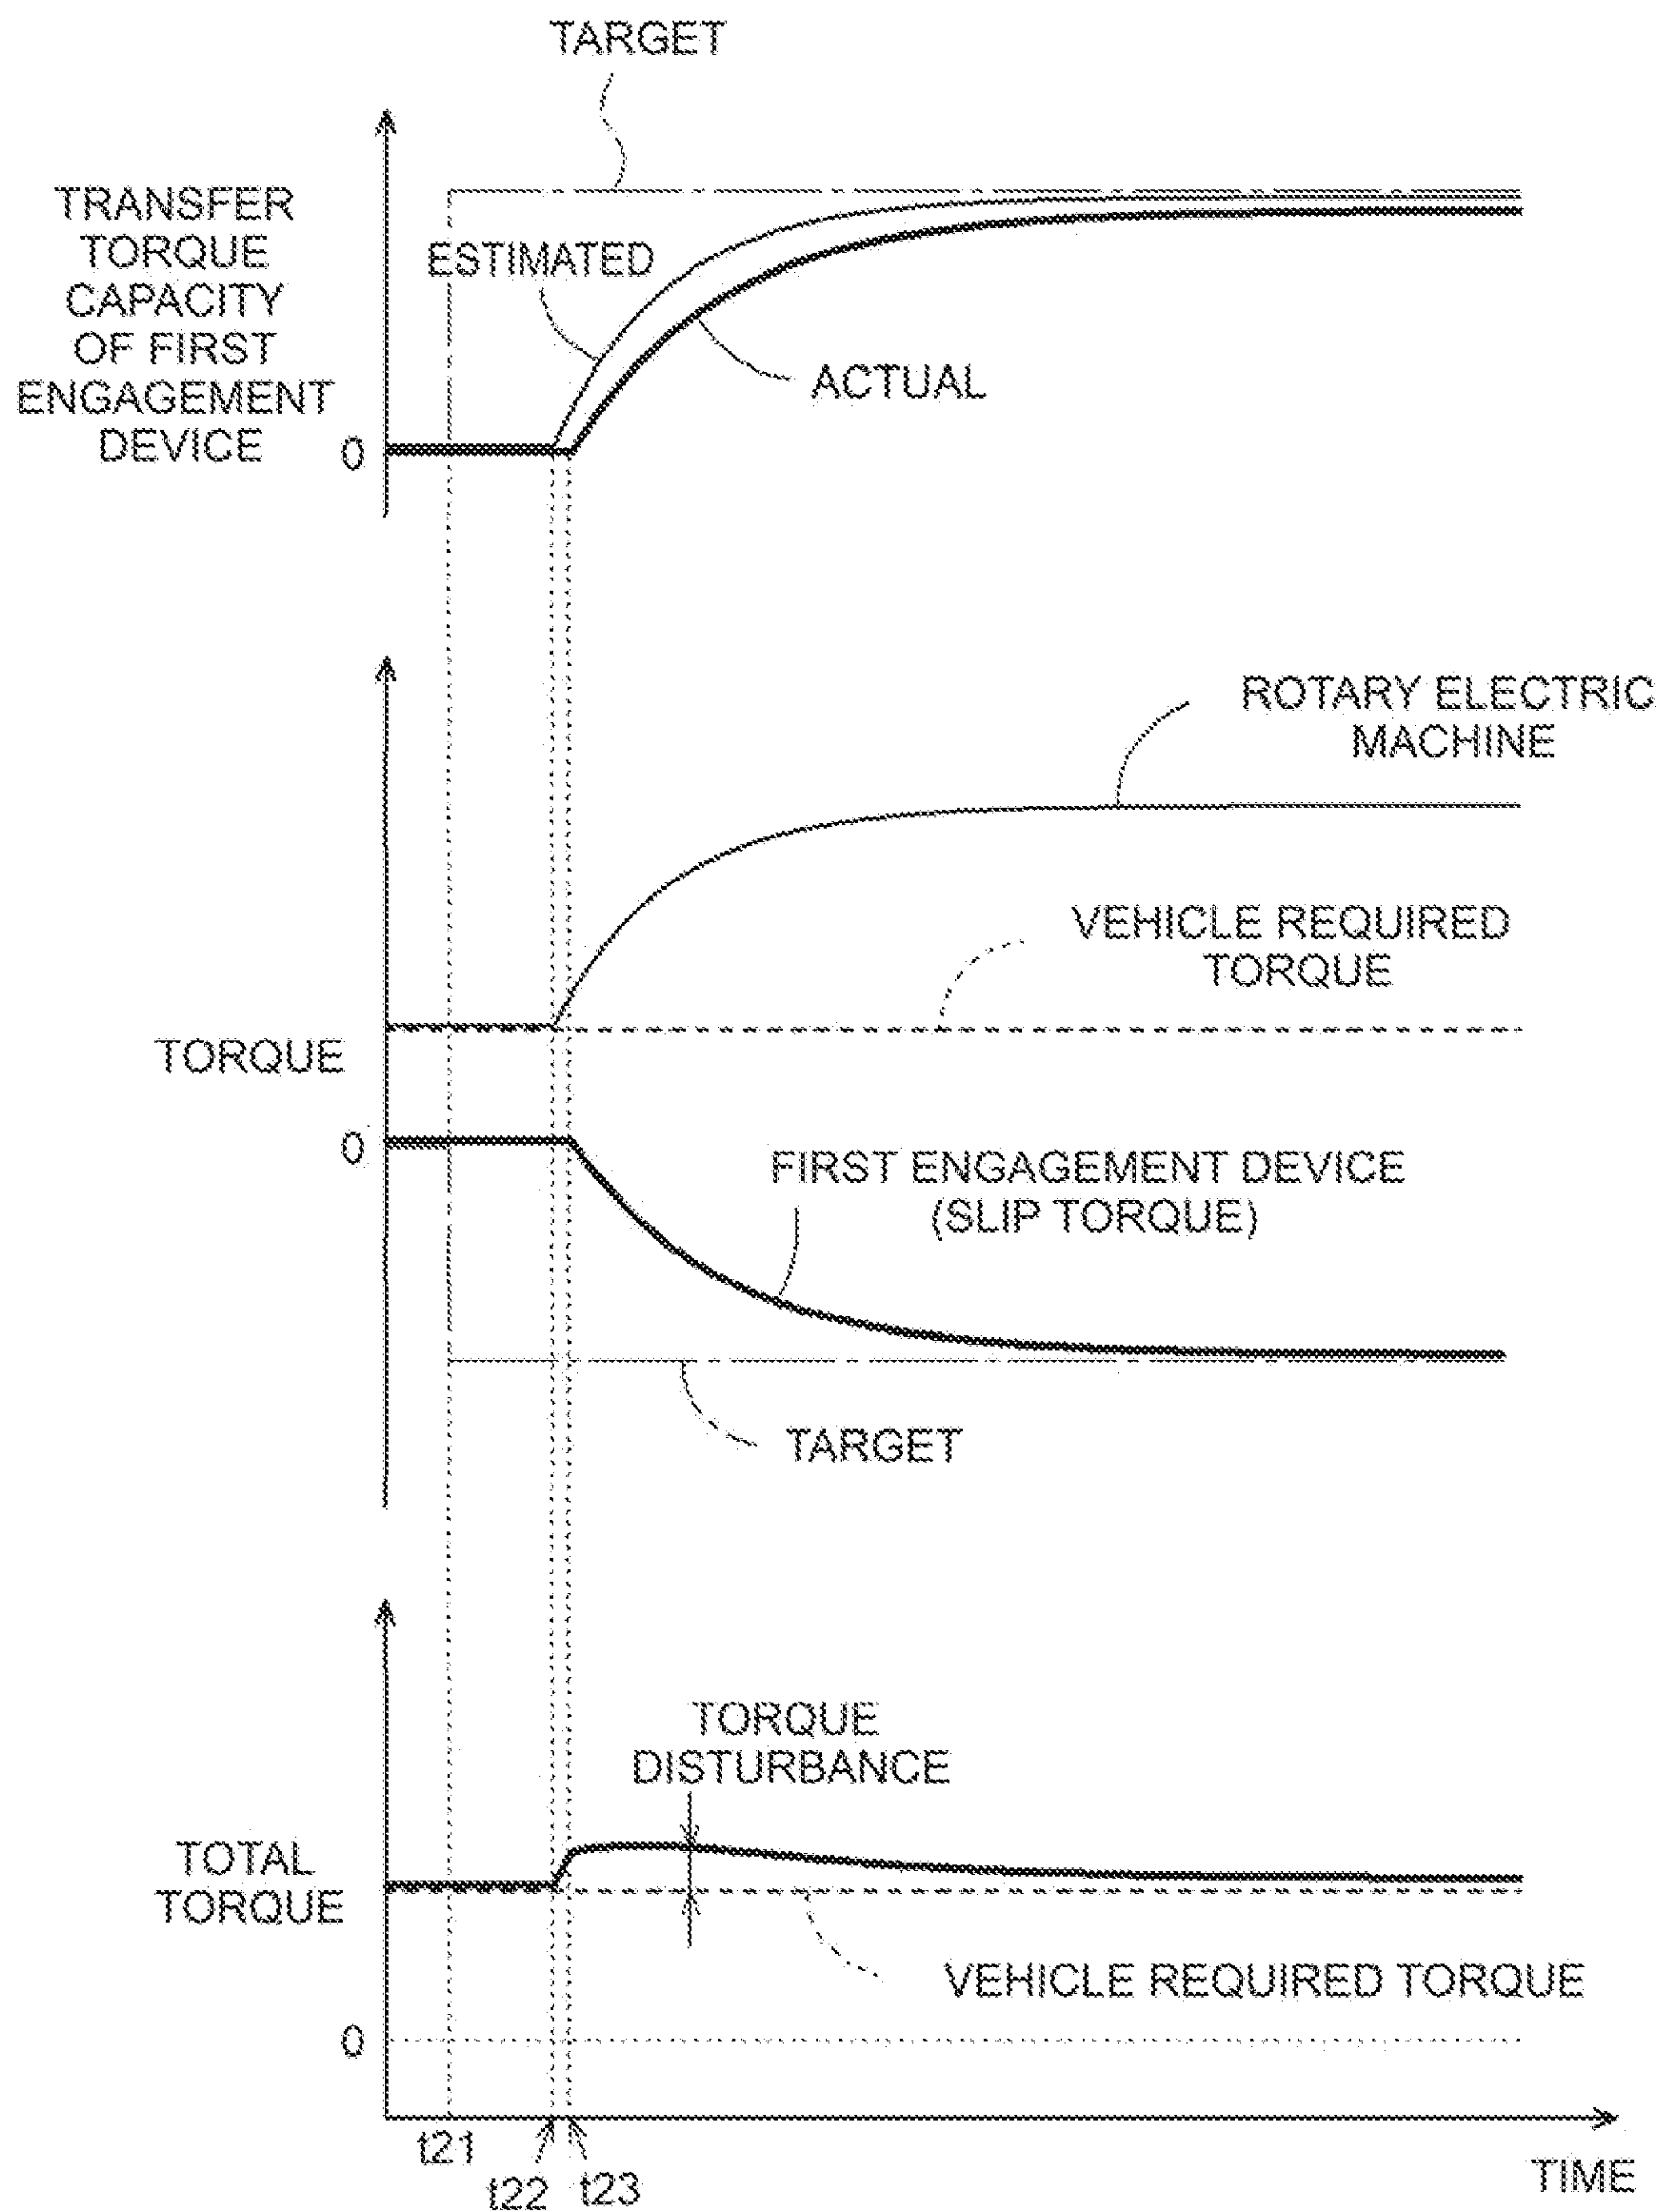 TARGET
TRANSFER
TORQUE
CAPACITY
OF FIRST
ENGAGEMENT
DEVICE
ESTIMATED
ACTUAL
0
ROTARY ELECTRIC
MACHINE
VEHICLE REQUIRED
TORQUE
TORQUE
0
FIRST ENGAGEMENT DEVICE
(SLIP TORQUE)
TARGET
TORQUE
DISTURBANCE
TOTAL
TORQUE
VEHICLE REQUIRED TORQUE
0
t21
t22
t23
TIME